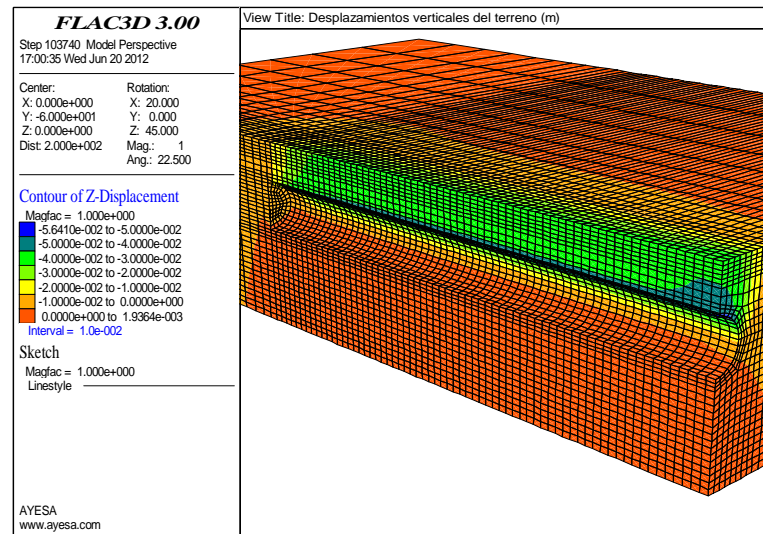 FLAC3D 3.00
Step 103740 Model Perspective
17:00:35 Wed Jun 20 2012
Center:
X: 0.000e+000
Y: -6.000e+001
Z: 0.000e+000
Dist: 2.000e+002
Rotation:
X: 20.000
Y: 0.000
Z: 45.000
Mag.: 1
Ang.: 22.500
Contour of Z-Displacement
Magfac = 1.000e+000
-5.6410e-002 to -5.0000e-002
-5.0000e-002 to -4.0000e-002
-4.0000e-002 to -3.0000e-002
-3.0000e-002 to -2.0000e-002
-2.0000e-002 to -1.0000e-002
-1.0000e-002 to 0.0000e+000
0.0000e+000 to 1.9364e-003
Interval = 1.0e-002
Sketch
Magfac = 1.000e+000
Linestyle
AYESA
www.ayesa.com
View Title: Desplazamientos verticales del terreno (m)